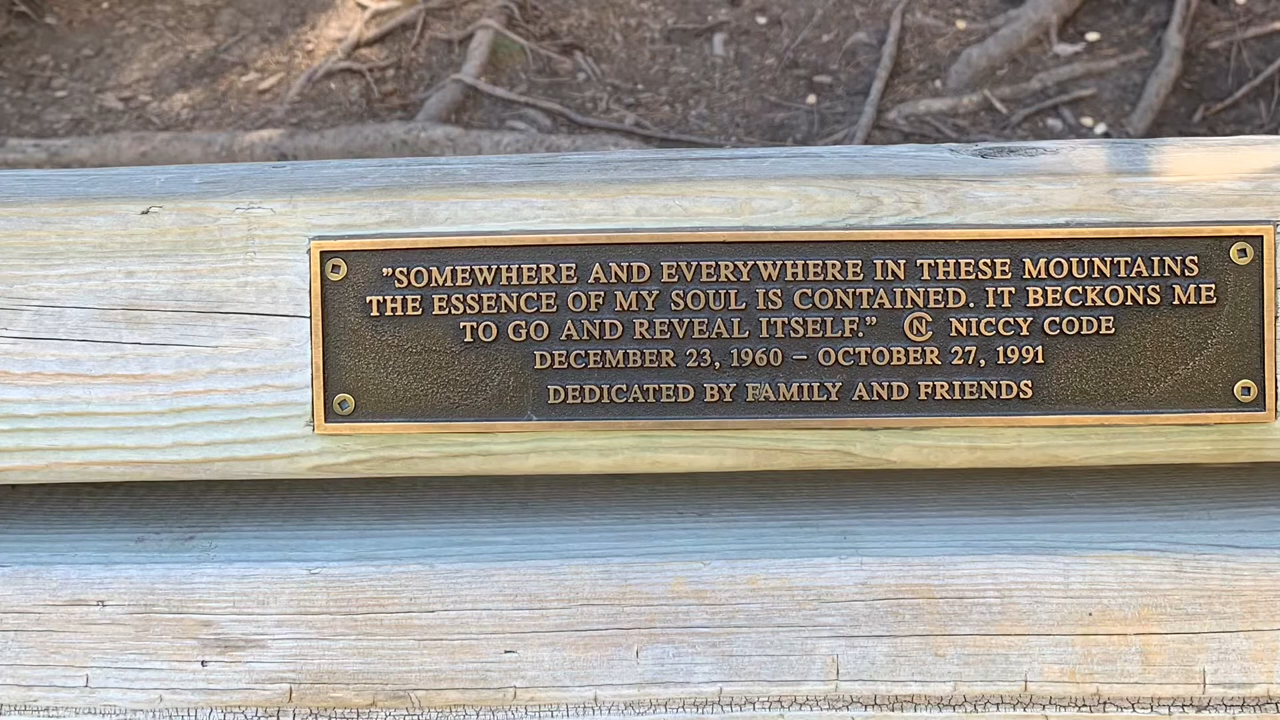 "SOMEWHERE AND EVERYWHERE IN THESE MOUNTAINS
THE ESSENCE OF MY SOUL IS CONTAINED. IT BECKONS ME
TO GO AND REVEAL ITSELF." CN NICCY CODE
DECEMBER 23, 1960 – OCTOBER 27, 1991
DEDICATED BY FAMILY AND FRIENDS